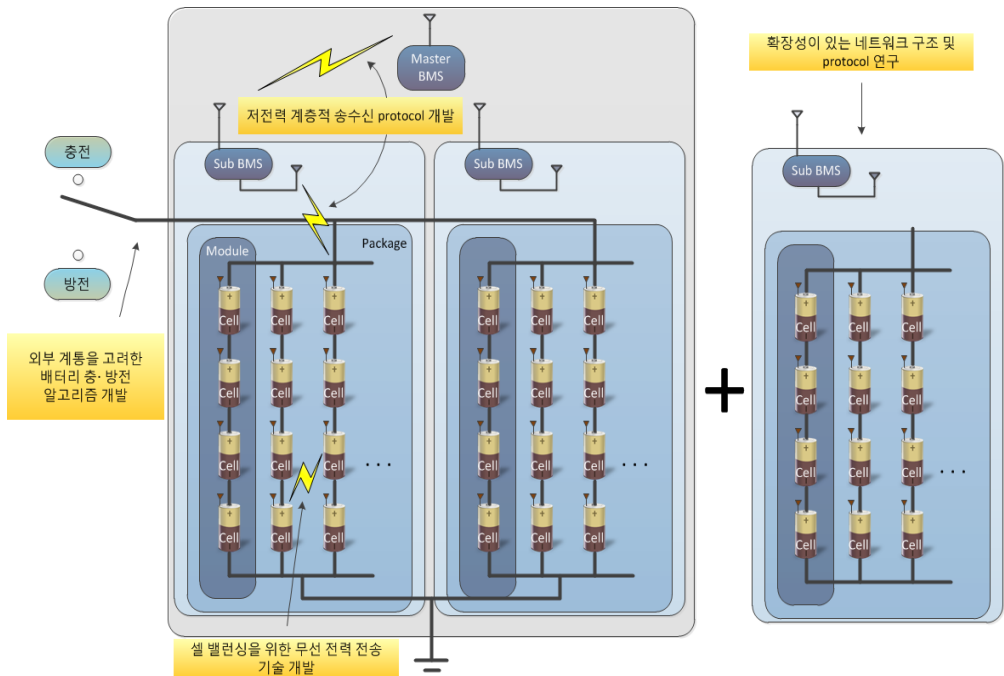 확장성이 있는 네트워크 구조 및
protocol 연구
Master
BMS
저전력 계층적 송수신 protocol 개발
충전
방전
Sub BMS
Sub BMS
Sub BMS
외부 계통을 고려한
배터리 충· 방전
알고리즘 개발
Module
Package
Cell Cell Cell
Cell Cell Cell
Cell Cell Cell
Cell Cell Cell
...
Cell Cell Cell
Cell Cell Cell
Cell Cell Cell
Cell Cell Cell
...
+
Cell Cell Cell
Cell Cell Cell
Cell Cell Cell
Cell Cell Cell
...
셀 밸런싱을 위한 무선 전력 전송
기술 개발